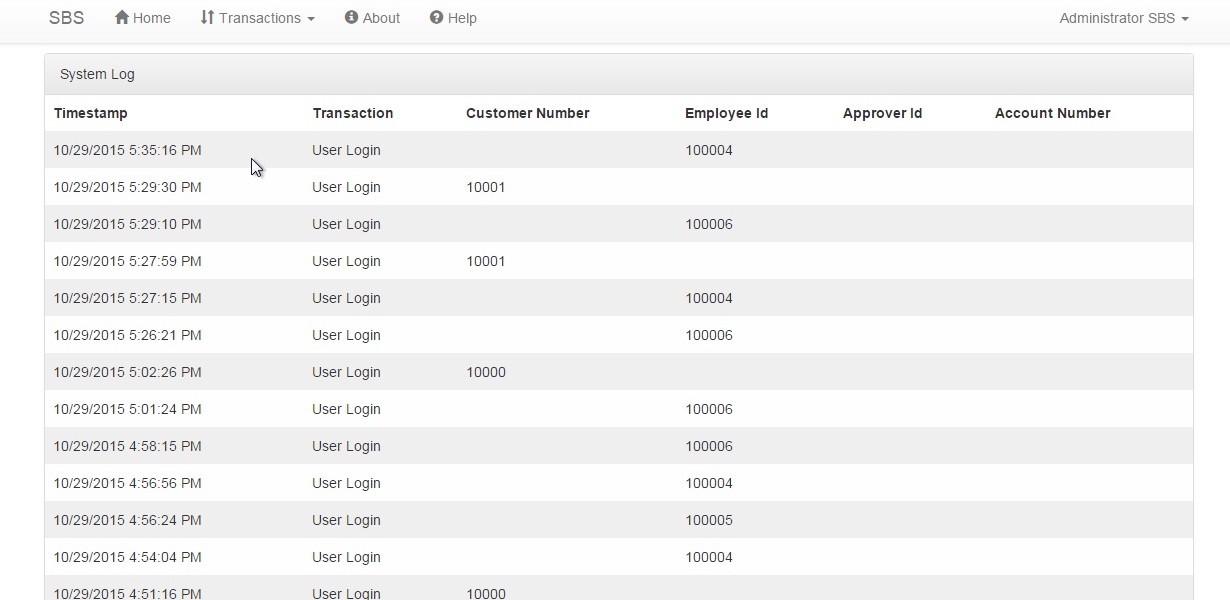 SBS Home Transactions About Help Administrator SBS
System Log
Timestamp Transaction Customer Number Employee Id Approver Id Account Number
10/29/2015 5:35:16 PM User Login 100004
10/29/2015 5:29:30 PM User Login 10001
10/29/2015 5:29:10 PM User Login 100006
10/29/2015 5:27:59 PM User Login 10001
10/29/2015 5:27:15 PM User Login 100004
10/29/2015 5:26:21 PM User Login 100006
10/29/2015 5:02:26 PM User Login 10000
10/29/2015 5:01:24 PM User Login 100006
10/29/2015 4:58:15 PM User Login 100006
10/29/2015 4:56:56 PM User Login 100004
10/29/2015 4:56:24 PM User Login 100005
10/29/2015 4:54:04 PM User Login 100004
10/29/2015 4:51:16 PM User Login 10000